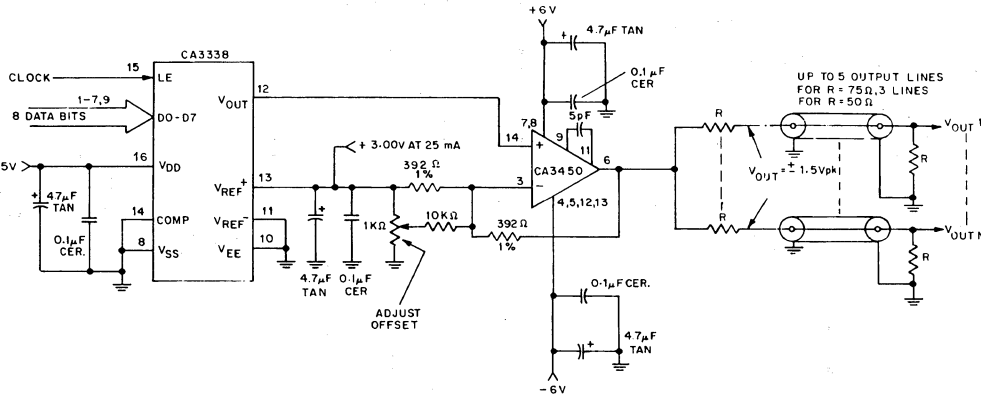 +6V
4.7µF TAN
CA3338
15
CLOCK
LE
0.1µF
CER
UP TO 5 OUTPUT LINES
FOR R = 75Ω, 3 LINES
FOR R = 50Ω
1-7,9
8 DATA BITS
D0-D7
VOUT
12
7,8
9
5pF
14
+
11
6
R
VOUT 1
5V
16
VDD
+ 3.00V AT 25 mA
CA3450
VREF+
13
392 Ω
1%
3
−
4,5,12,13
VOUT = ± 1.5Vpk
R
+
4.7µF
TAN
14
COMP
VREF−
11
1KΩ
10KΩ
392 Ω
1%
R
VOUT N
0.1µF
CER.
8
VSS
10
VEE
4.7µF
TAN
0.1µF
CER
R
ADJUST
OFFSET
0.1µF CER.
4.7µF
TAN
+
-6V